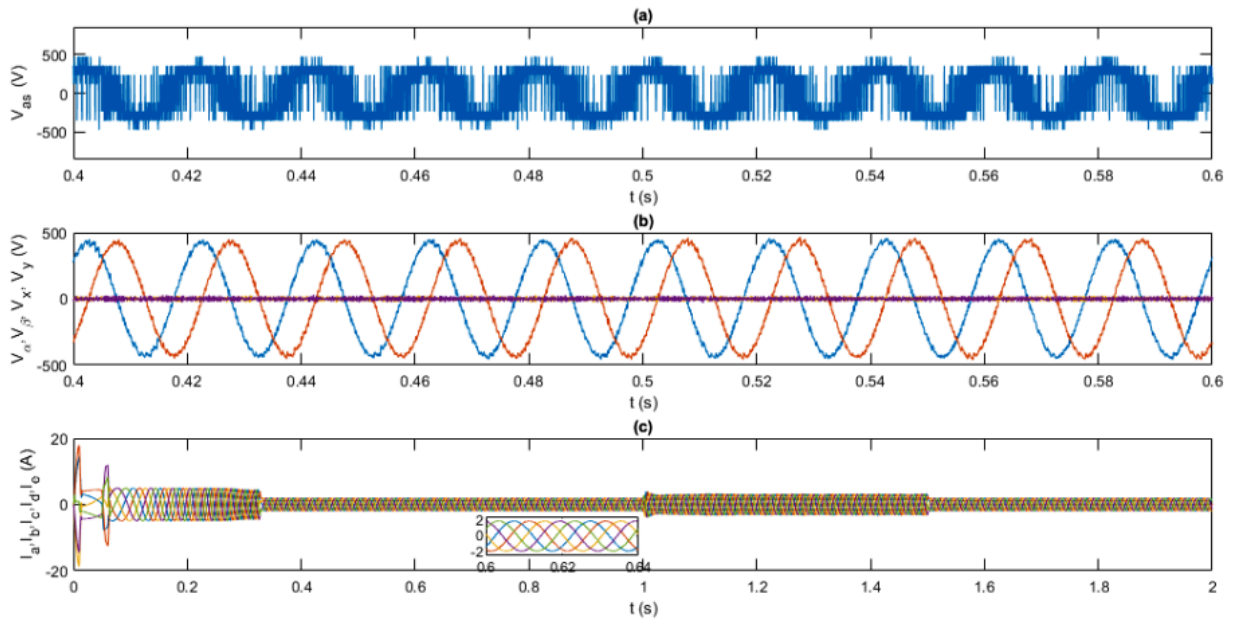 (a)
500
0
-500
V_as (V)
0.4 0.42 0.44 0.46 0.48 0.5 0.52 0.54 0.56 0.58 0.6
t (s)
(b)
500
0
-500
V_α, V_β, V_x, V_y (V)
0.4 0.42 0.44 0.46 0.48 0.5 0.52 0.54 0.56 0.58 0.6
t (s)
(c)
20
0
-20
I_a, I_b, I_c, I_d, I_e (A)
2
0
-2
0.6 0.62 0.64
0 0.2 0.4 0.6 0.8 1 1.2 1.4 1.6 1.8 2
t (s)